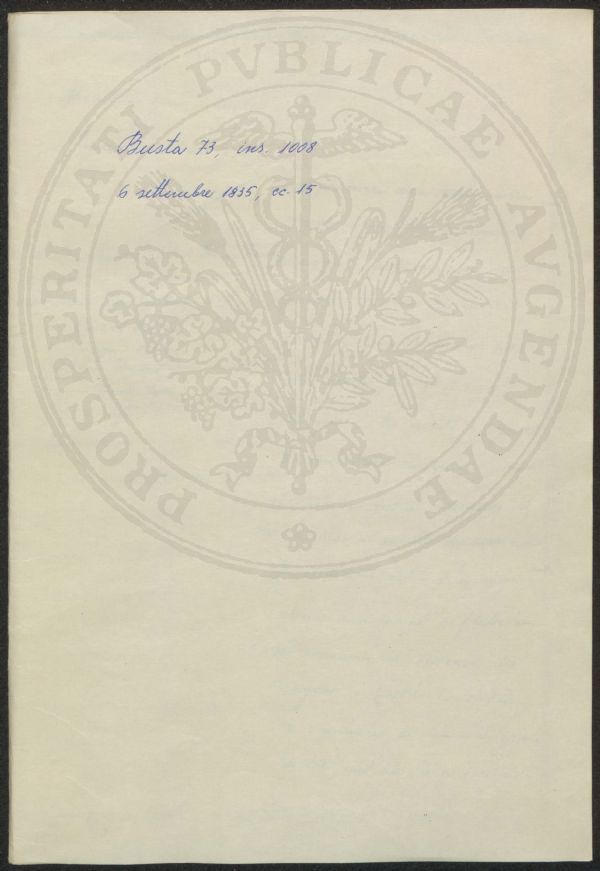 Busta 73, ins. 1008
6 settembre 1835, cc. 15
PROSPERITATI PVBLICAE AVGENDAE